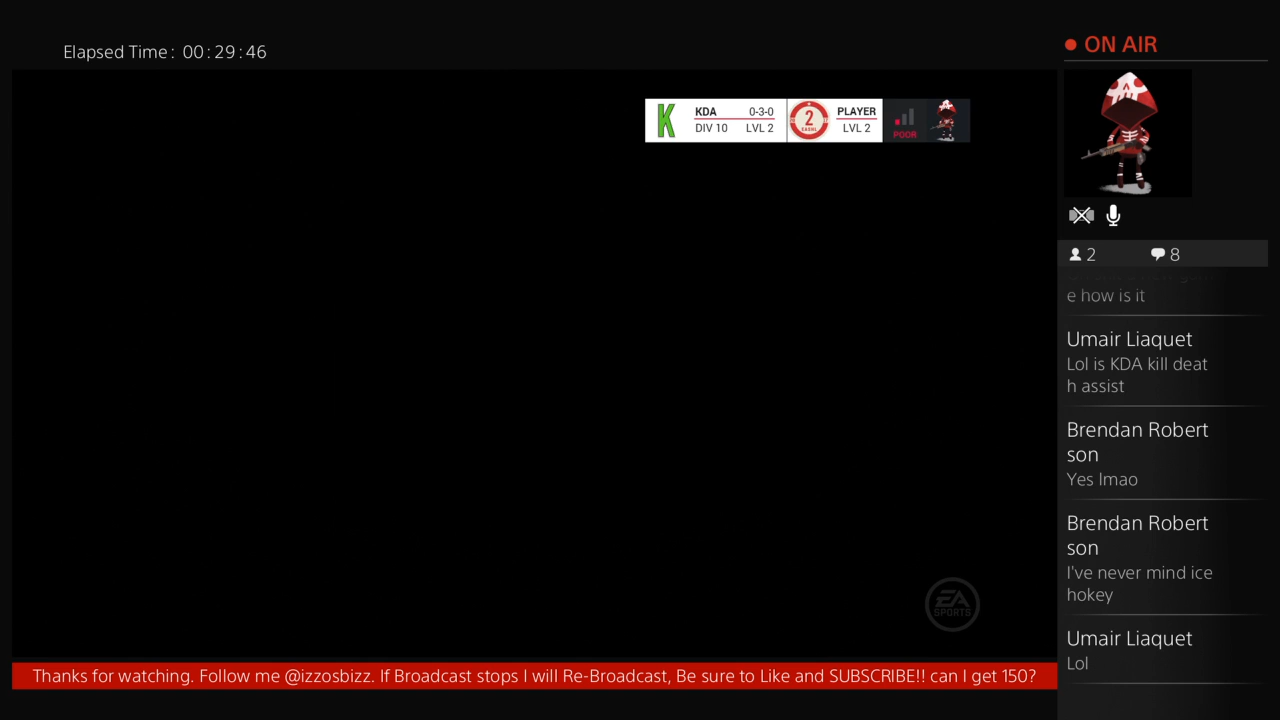 Elapsed Time: 00:29:46
ON AIR
K KDA 0-3-0 2 PLAYER
DIV 10 LVL 2 LVL 2 POOR
2 8
e how is it
Umair Liaquet
Lol is KDA kill deat
h assist
Brendan Robert
son
Yes lmao
Brendan Robert
son
I've never mind ice
hokey
Umair Liaquet
Lol
EA
SPORTS
Thanks for watching. Follow me @izzosbizz. If Broadcast stops I will Re-Broadcast, Be sure to Like and SUBSCRIBE!! can I get 150?